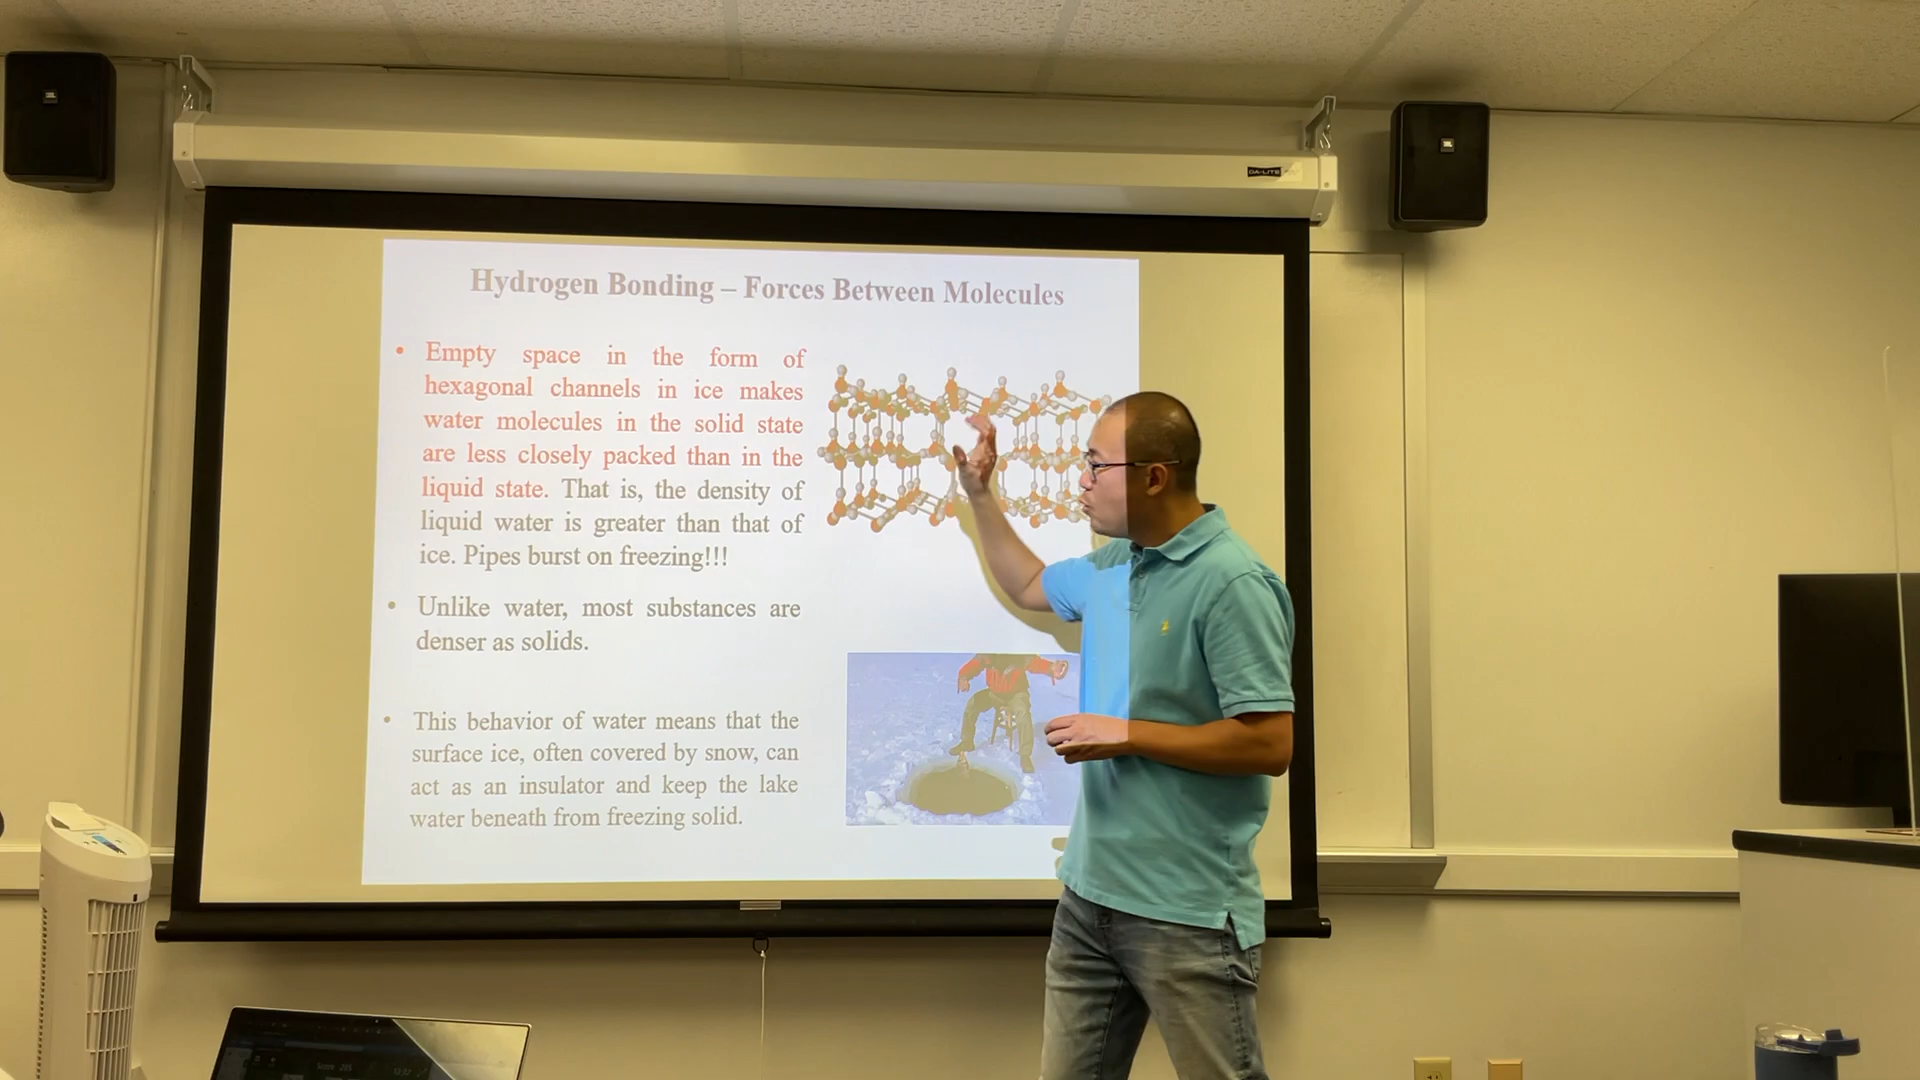 JBL
JBL
DA-LITE
Hydrogen Bonding – Forces Between Molecules
• Empty space in the form of
hexagonal channels in ice makes
water molecules in the solid state
are less closely packed than in the
liquid state. That is, the density of
liquid water is greater than that of
ice. Pipes burst on freezing!!!
• Unlike water, most substances are
denser as solids.
• This behavior of water means that the
surface ice, often covered by snow, can
act as an insulator and keep the lake
water beneath from freezing solid.